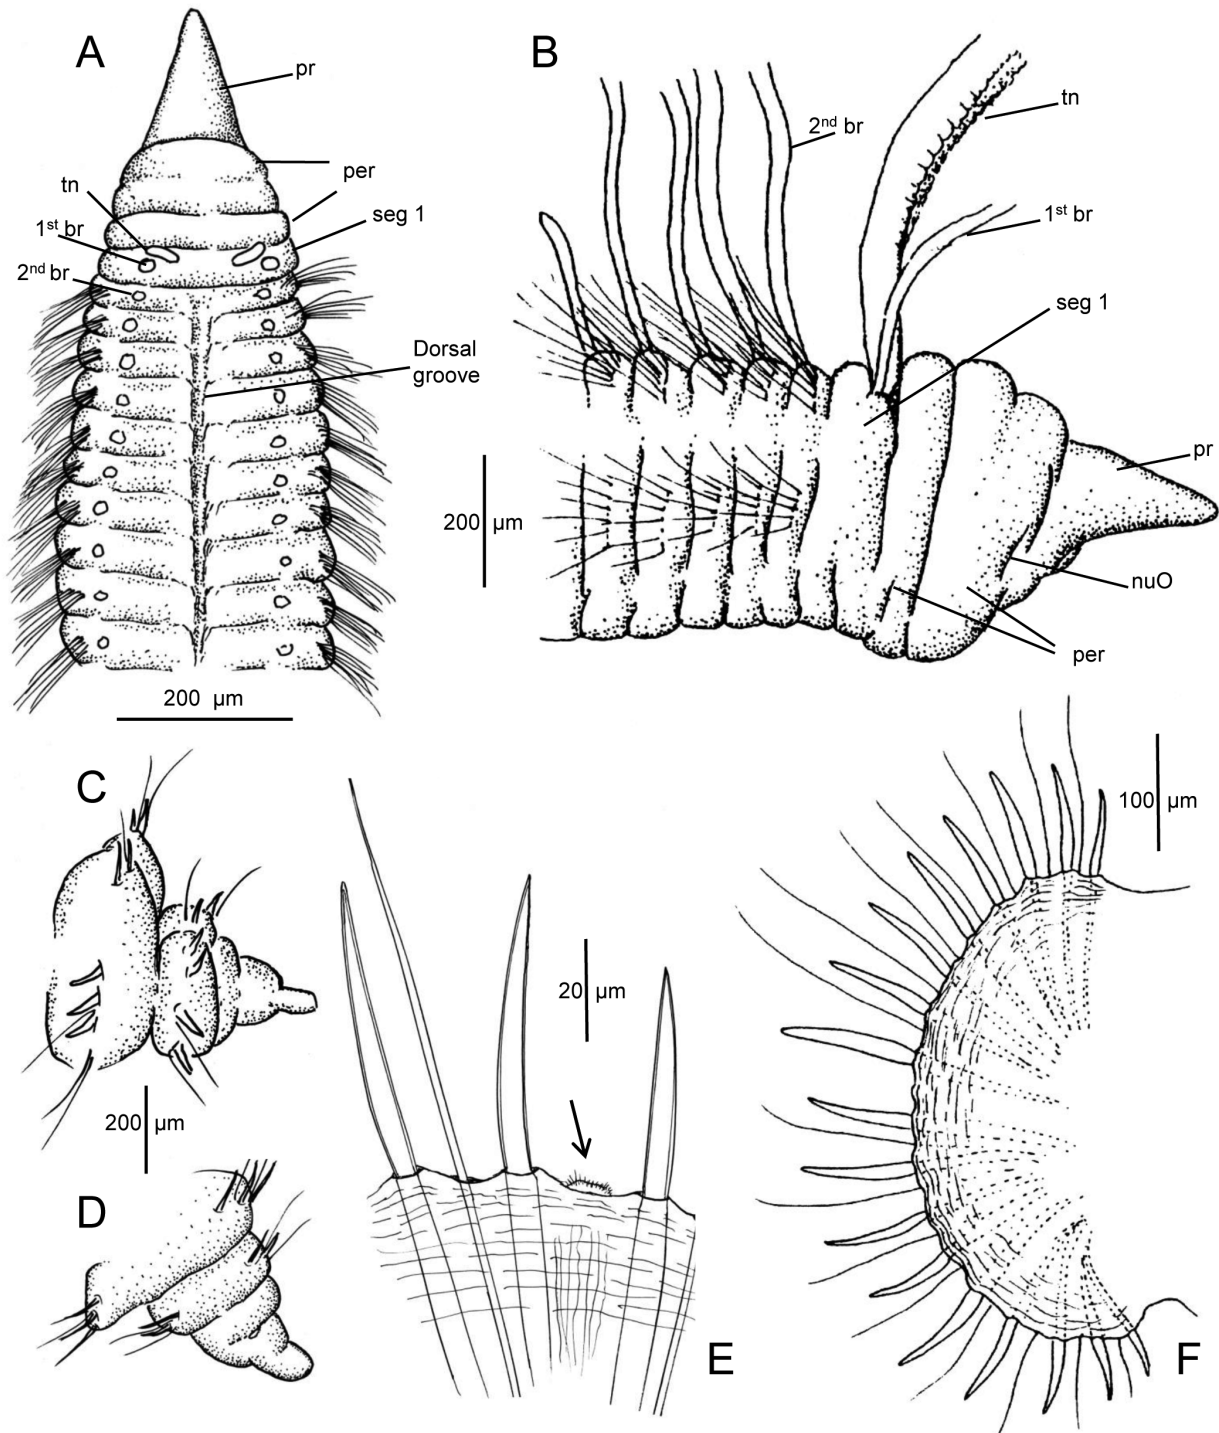 A
pr
per
tn
1st br
seg 1
2nd br
Dorsal
groove
200 µm
B
2nd br
tn
1st br
seg 1
pr
200 µm
nuO
per
C
200 µm
D
20 µm
E
100 µm
F